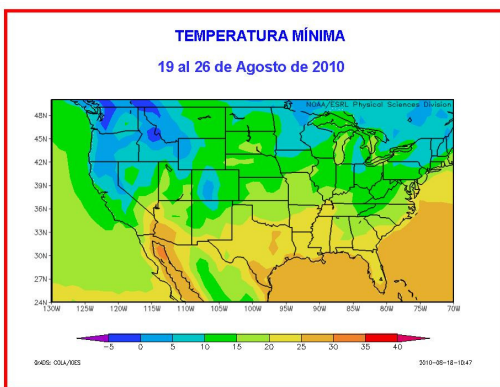 TEMPERATURA MÍNIMA
19 al 26 de Agosto de 2010
NOAA/ESRL Physical Sciences Division
48N
45N
42N
39N
36N
33N
30N
27N
24N
130W 125W 120W 115W 110W 105W 100W 95W 90W 85W 80W 75W 70W
-5 0 5 10 15 20 25 30 35 40
GrADS: COLA/IGES 2010-08-18-10:47